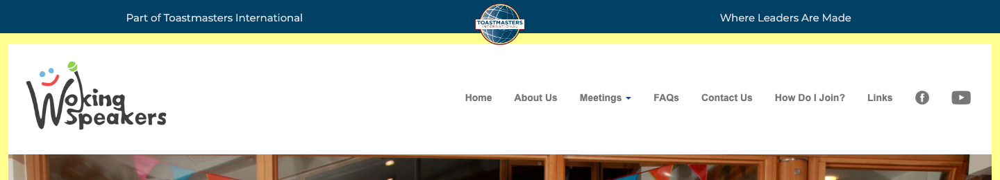 Part of Toastmasters International
TOASTMASTERS
INTERNATIONAL
Where Leaders Are Made
Woking
Speakers
Home About Us Meetings FAQs Contact Us How Do I Join? Links